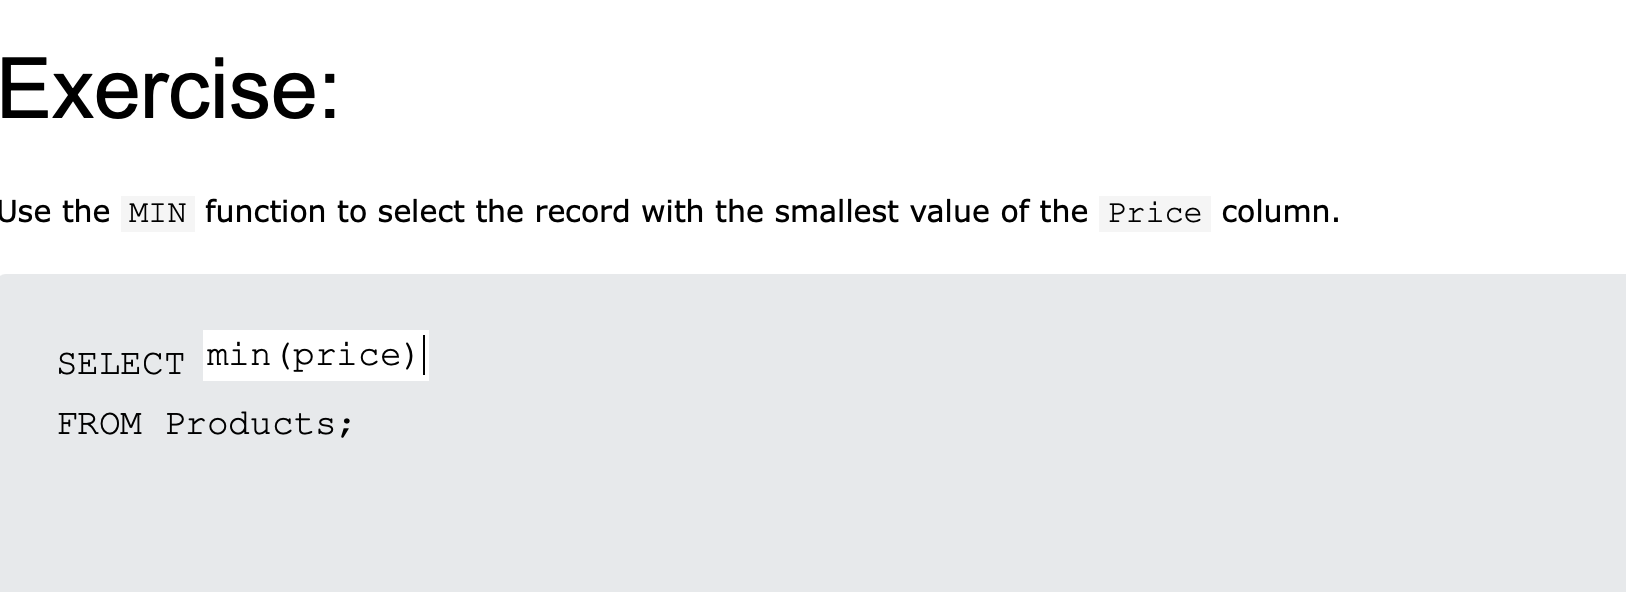 Exercise:
Use the MIN function to select the record with the smallest value of the Price column.
SELECT min(price)
FROM Products;